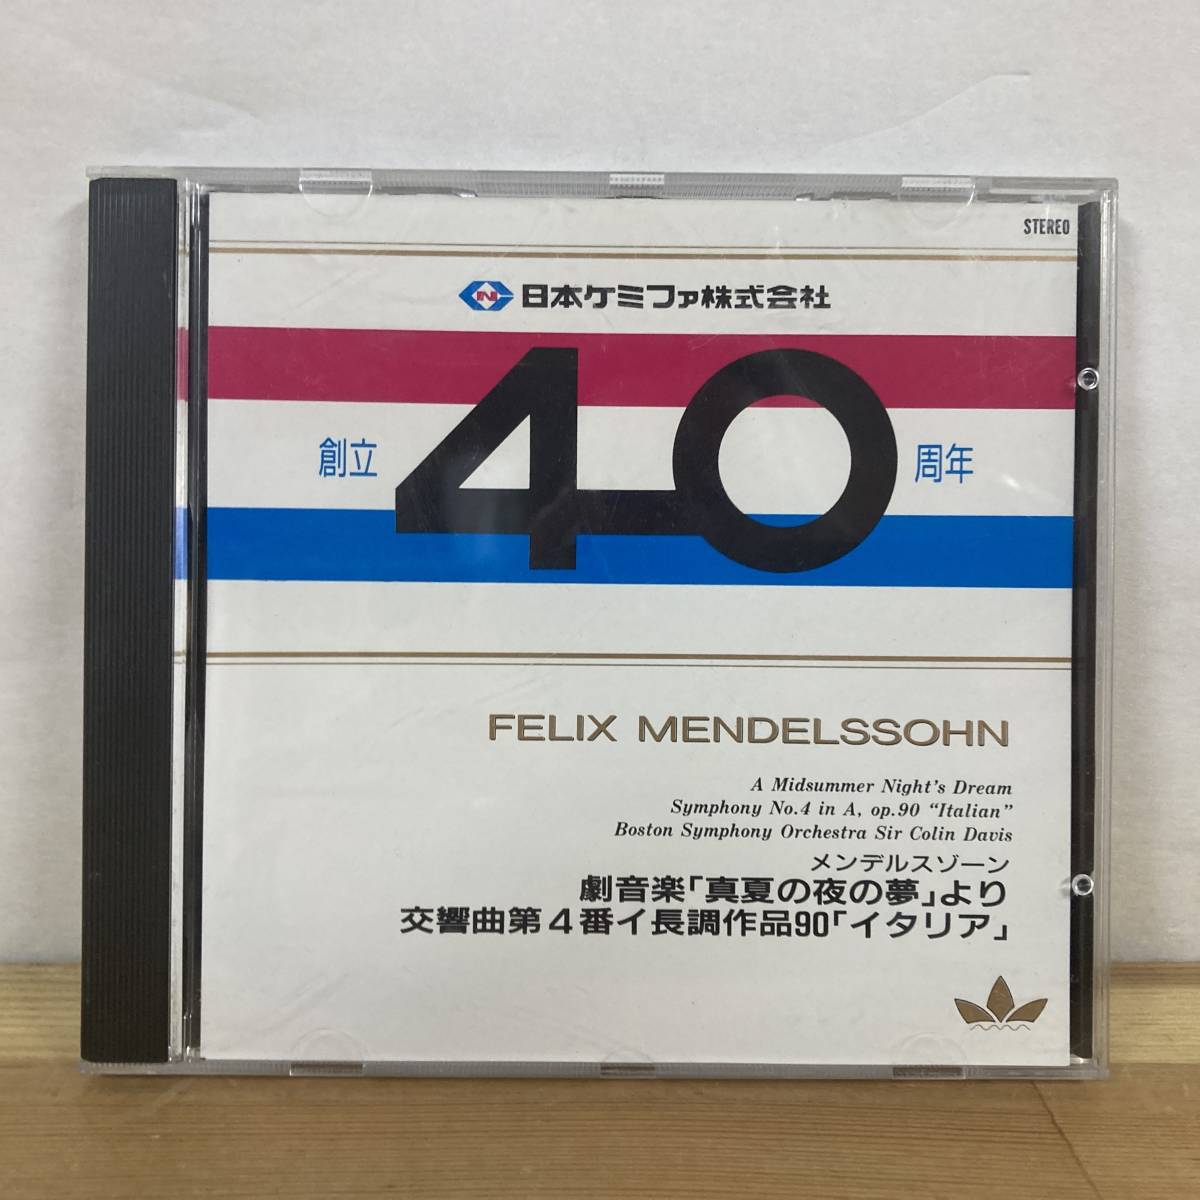 STEREO
N 日本ケミファ株式会社
創立 40 周年
FELIX MENDELSSOHN
A Midsummer Night's Dream
Symphony No.4 in A, op.90 “Italian”
Boston Symphony Orchestra Sir Colin Davis
メンデルスゾーン
劇音楽「真夏の夜の夢」より
交響曲第4番イ長調作品90「イタリア」